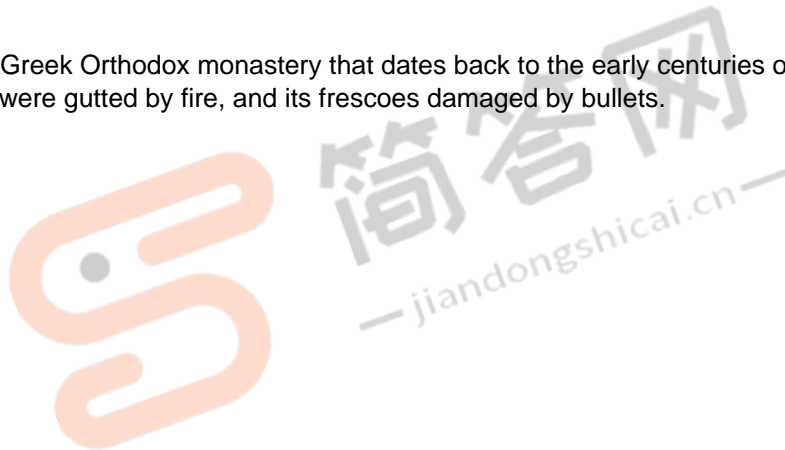 Greek Orthodox monastery that dates back to the early centuries o
were gutted by fire, and its frescoes damaged by bullets.
简答网
jiandongshicai.cn